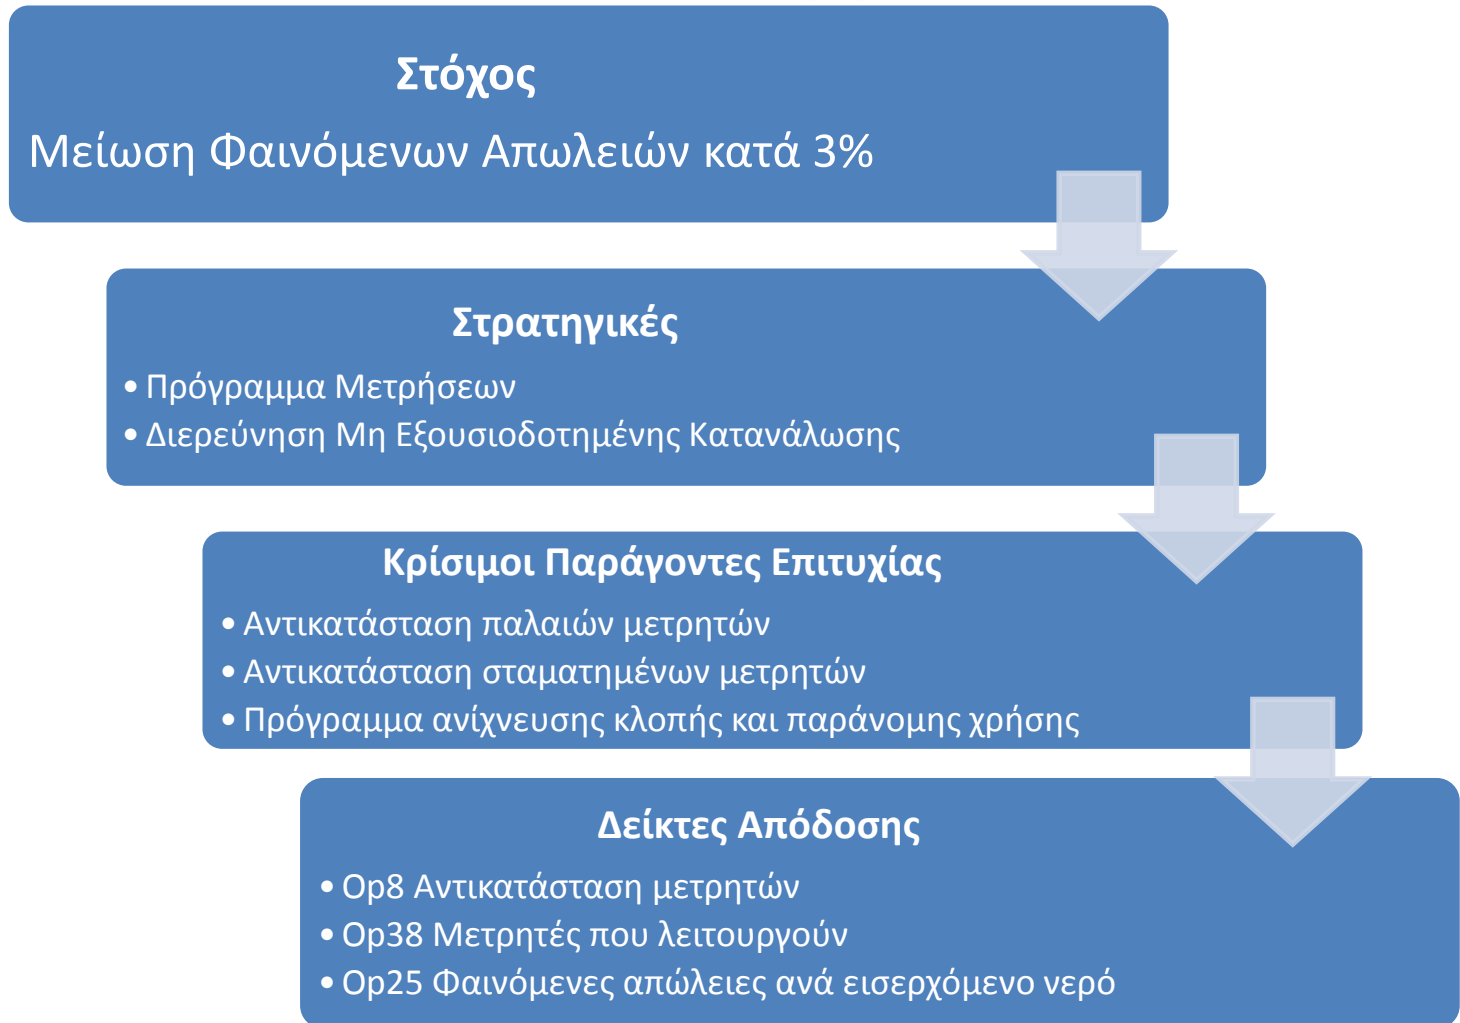 Στόχος
Μείωση Φαινόμενων Απωλειών κατά 3%
Στρατηγικές
• Πρόγραμμα Μετρήσεων
• Διερεύνηση Μη Εξουσιοδοτημένης Κατανάλωσης
Κρίσιμοι Παράγοντες Επιτυχίας
• Αντικατάσταση παλαιών μετρητών
• Αντικατάσταση σταματημένων μετρητών
• Πρόγραμμα ανίχνευσης κλοπής και παράνομης χρήσης
Δείκτες Απόδοσης
• Op8 Αντικατάσταση μετρητών
• Op38 Μετρητές που λειτουργούν
• Op25 Φαινόμενες απώλειες ανά εισερχόμενο νερό